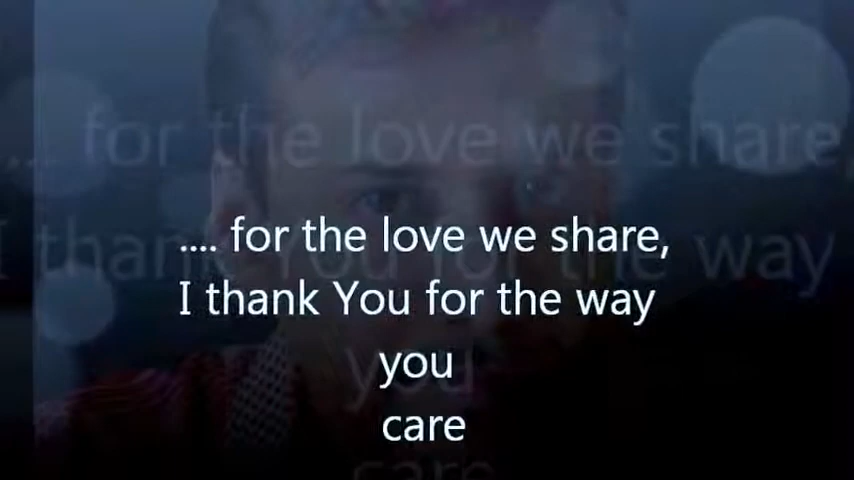 .... for the love we share,
I thank You for the way
you
care